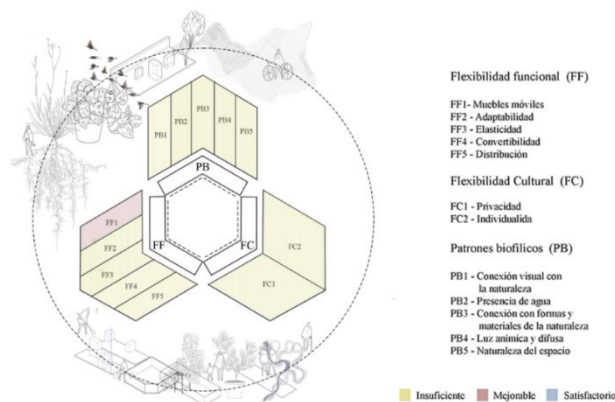 PB1
PB2
PB3
PB4
PB5
PB
FF1
FF2
FF3
FF4
FF5
FF
FC
FC2
FC1
Flexibilidad funcional (FF)
FF1- Muebles móviles
FF2 - Adaptabilidad
FF3 - Elasticidad
FF4 - Convertibilidad
FF5 - Distribución
Flexibilidad Cultural (FC)
FC1 - Privacidad
FC2 - Individualida
Patrones biofílicos (PB)
PB1 - Conexión visual con
la naturaleza
PB2 - Presencia de agua
PB3 - Conexión con formas y
materiales de la naturaleza
PB4 - Luz anímica y difusa
PB5 - Naturaleza del espacio
Insuficiente Mejorable Satisfactorio